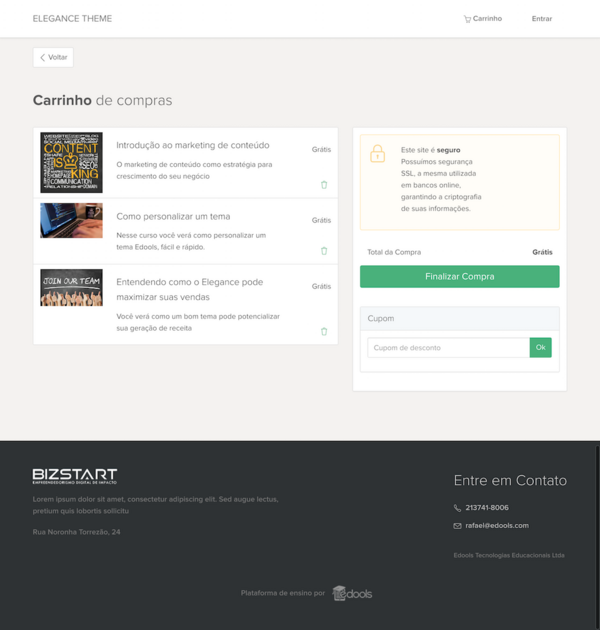 ELEGANCE THEME
Carrinho
Entrar
Voltar
Carrinho de compras
CONTENT
IS
KING
SEO
COMMUNICATION
RELATIONSHIP
Introdução ao marketing de conteúdo
Grátis
O marketing de conteúdo como estratégia para
crescimento do seu negócio
Como personalizar um tema
Grátis
Nesse curso você verá como personalizar um
tema Edools, fácil e rápido.
JOIN OUR TEAM
Entendendo como o Elegance pode
maximizar suas vendas
Grátis
Você verá como um bom tema pode potencializar
sua geração de receita
Este site é seguro
Possuimos segurança
SSL, a mesma utilizada
em bancos online,
garantindo a criptografia
de suas informações.
Total da Compra
Grátis
Finalizar Compra
Cupom
Cupom de desconto
Ok
BIZSTART
EMPREENDEDORISMO DIGITAL DE IMPACTO
Lorem ipsum dolor sit amet, consectetur adipiscing elit. Sed augue lectus,
pretium quis lobortis sollicitu
Rua Noronha Torrezão, 24
Entre em Contato
213741-8006
rafael@edools.com
Edools Tecnologias Educacionais Ltda
Plataforma de ensino por
edools